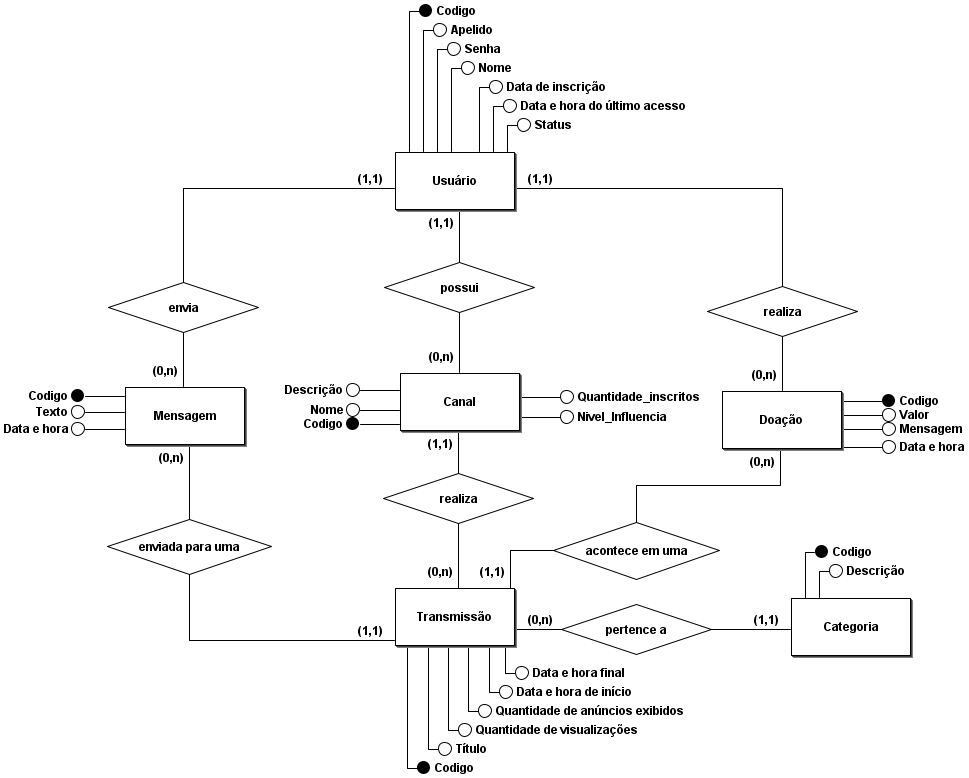 Codigo
Apelido
Senha
Nome
Data de inscrição
Data e hora do último acesso
Status
(1,1)
Usuário
(1,1)
(1,1)
envia
possui
realiza
(0,n)
(0,n)
(0,n)
Codigo
Texto
Data e hora
Mensagem
Descrição
Nome
Codigo
Canal
Quantidade_inscritos
Nivel_Influencia
Doação
Codigo
Valor
Mensagem
Data e hora
(0,n)
(1,1)
(0,n)
enviada para uma
realiza
acontece em uma
Codigo
Descrição
(0,n)
(1,1)
(1,1)
Transmissão
(0,n)
pertence a
(1,1)
Categoria
Data e hora final
Data e hora de início
Quantidade de anúncios exibidos
Quantidade de visualizações
Título
Codigo